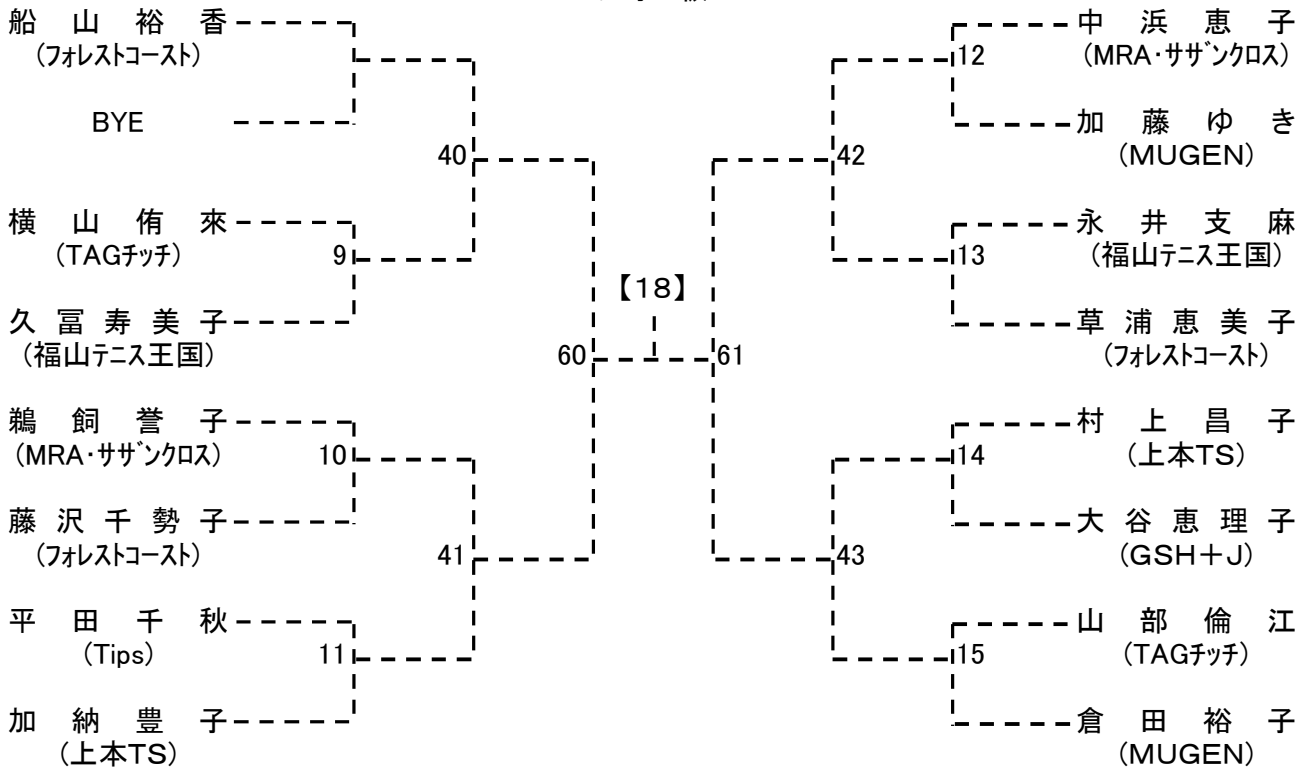 船山裕香
(フォレストコースト)
BYE
40
横山侑來
(TAGチッチ)
9
久冨寿美子
(福山テニス王国)
60
鵜飼誉子
(MRA・サザンクロス)
10
藤沢千勢子
(フォレストコースト)
41
平田千秋
(Tips)
11
加納豊子
(上本TS)
【18】
中浜恵子
(MRA・サザンクロス)
12
加藤ゆき
(MUGEN)
42
永井支麻
(福山テニス王国)
13
草浦恵美子
(フォレストコースト)
61
村上昌子
(上本TS)
14
大谷恵理子
(GSH+J)
43
山部倫江
(TAGチッチ)
15
倉田裕子
(MUGEN)